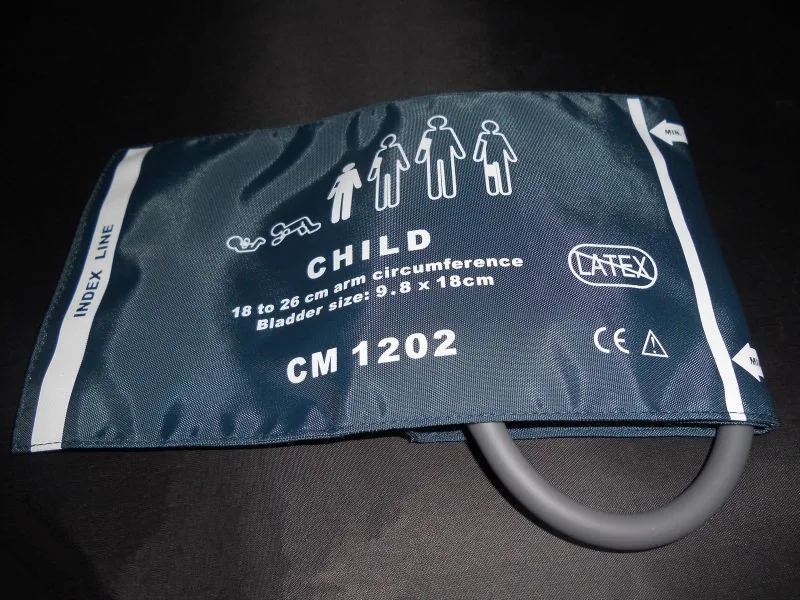 INDEX LINE
MIN.
CHILD
18 to 26 cm arm circumference
Bladder size: 9.8 x 18cm
LATEX
CM 1202
CE